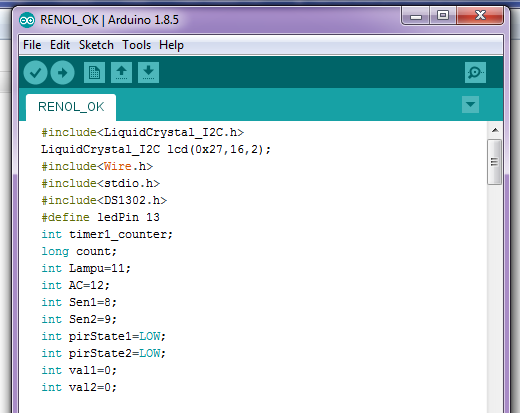 RENOL_OK | Arduino 1.8.5
File Edit Sketch Tools Help
RENOL_OK
#include<LiquidCrystal_I2C.h>
LiquidCrystal_I2C lcd(0x27,16,2);
#include<Wire.h>
#include<stdio.h>
#include<DS1302.h>
#define ledPin 13
int timer1_counter;
long count;
int Lampu=11;
int AC=12;
int Sen1=8;
int Sen2=9;
int pirState1=LOW;
int pirState2=LOW;
int val1=0;
int val2=0;